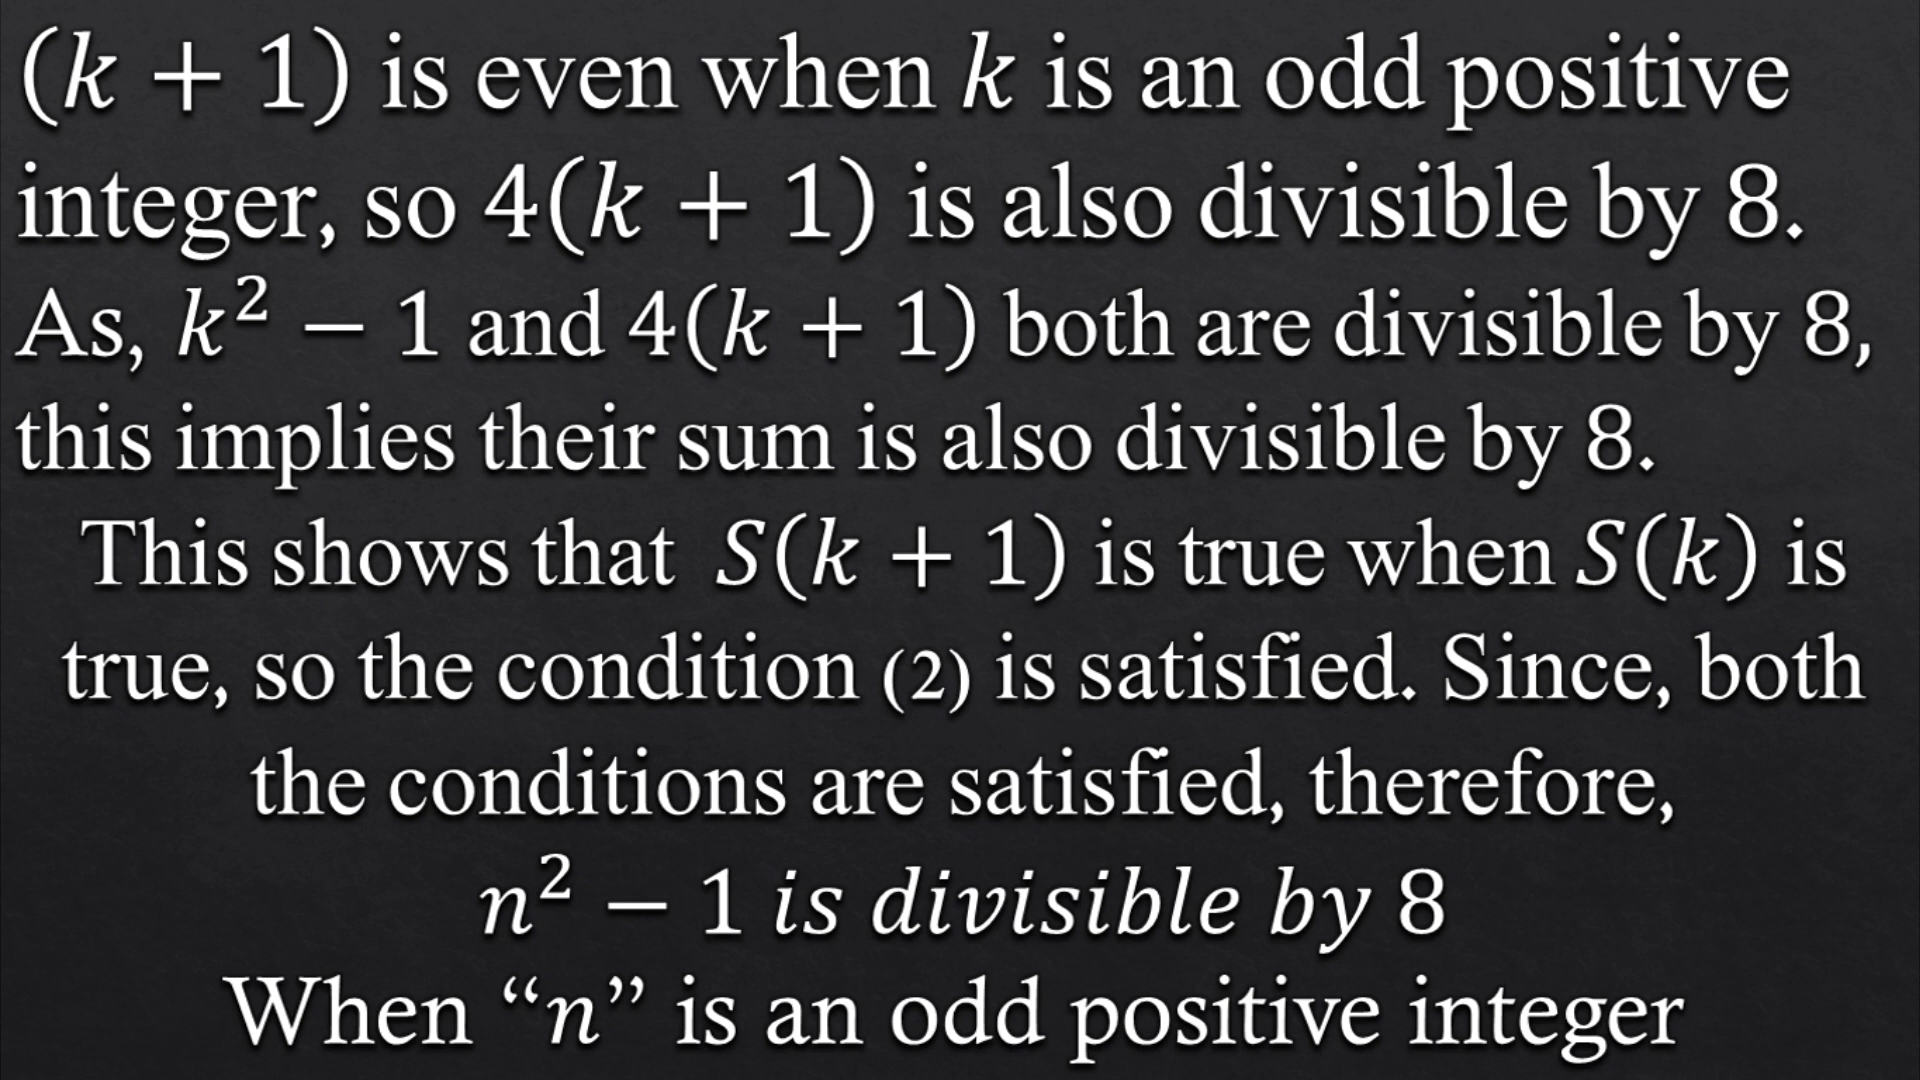 (k + 1) is even when k is an odd positive
integer, so 4(k + 1) is also divisible by 8.
As, k² − 1 and 4(k + 1) both are divisible by 8,
this implies their sum is also divisible by 8.
This shows that S(k + 1) is true when S(k) is
true, so the condition (2) is satisfied. Since, both
the conditions are satisfied, therefore,
n² − 1 is divisible by 8
When “n” is an odd positive integer